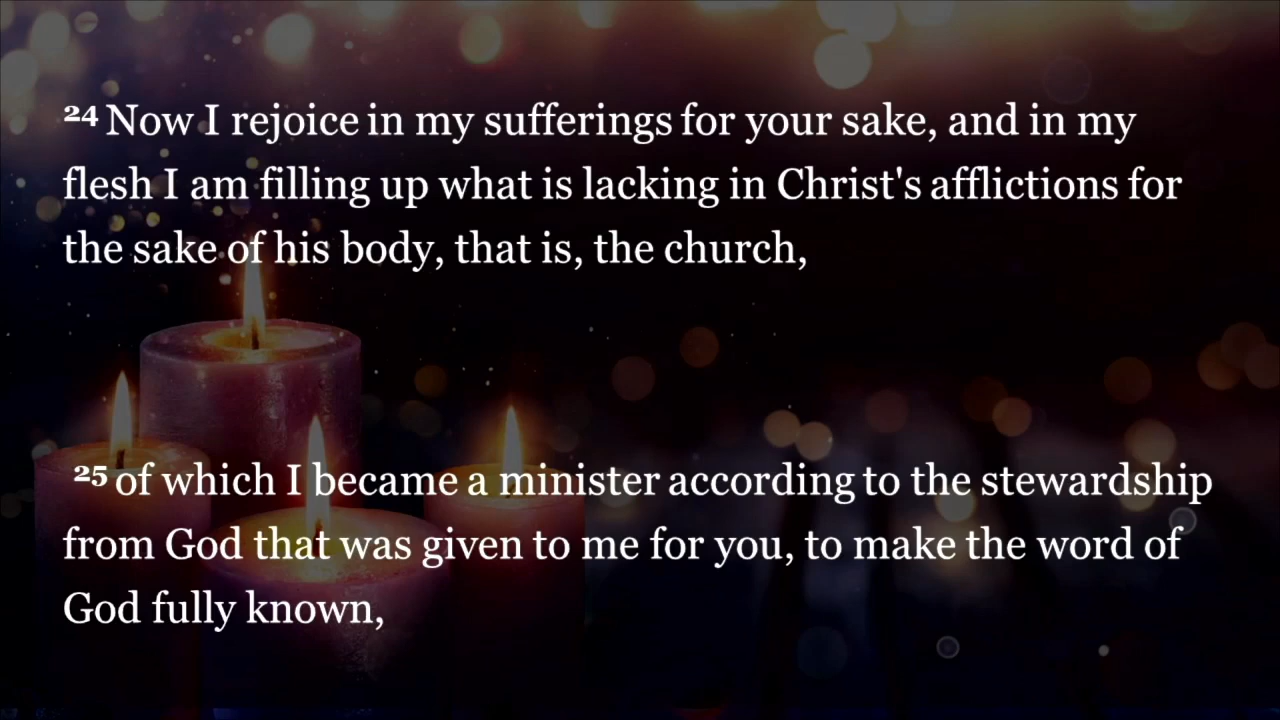 24 Now I rejoice in my sufferings for your sake, and in my
flesh I am filling up what is lacking in Christ's afflictions for
the sake of his body, that is, the church,
25 of which I became a minister according to the stewardship
from God that was given to me for you, to make the word of
God fully known,